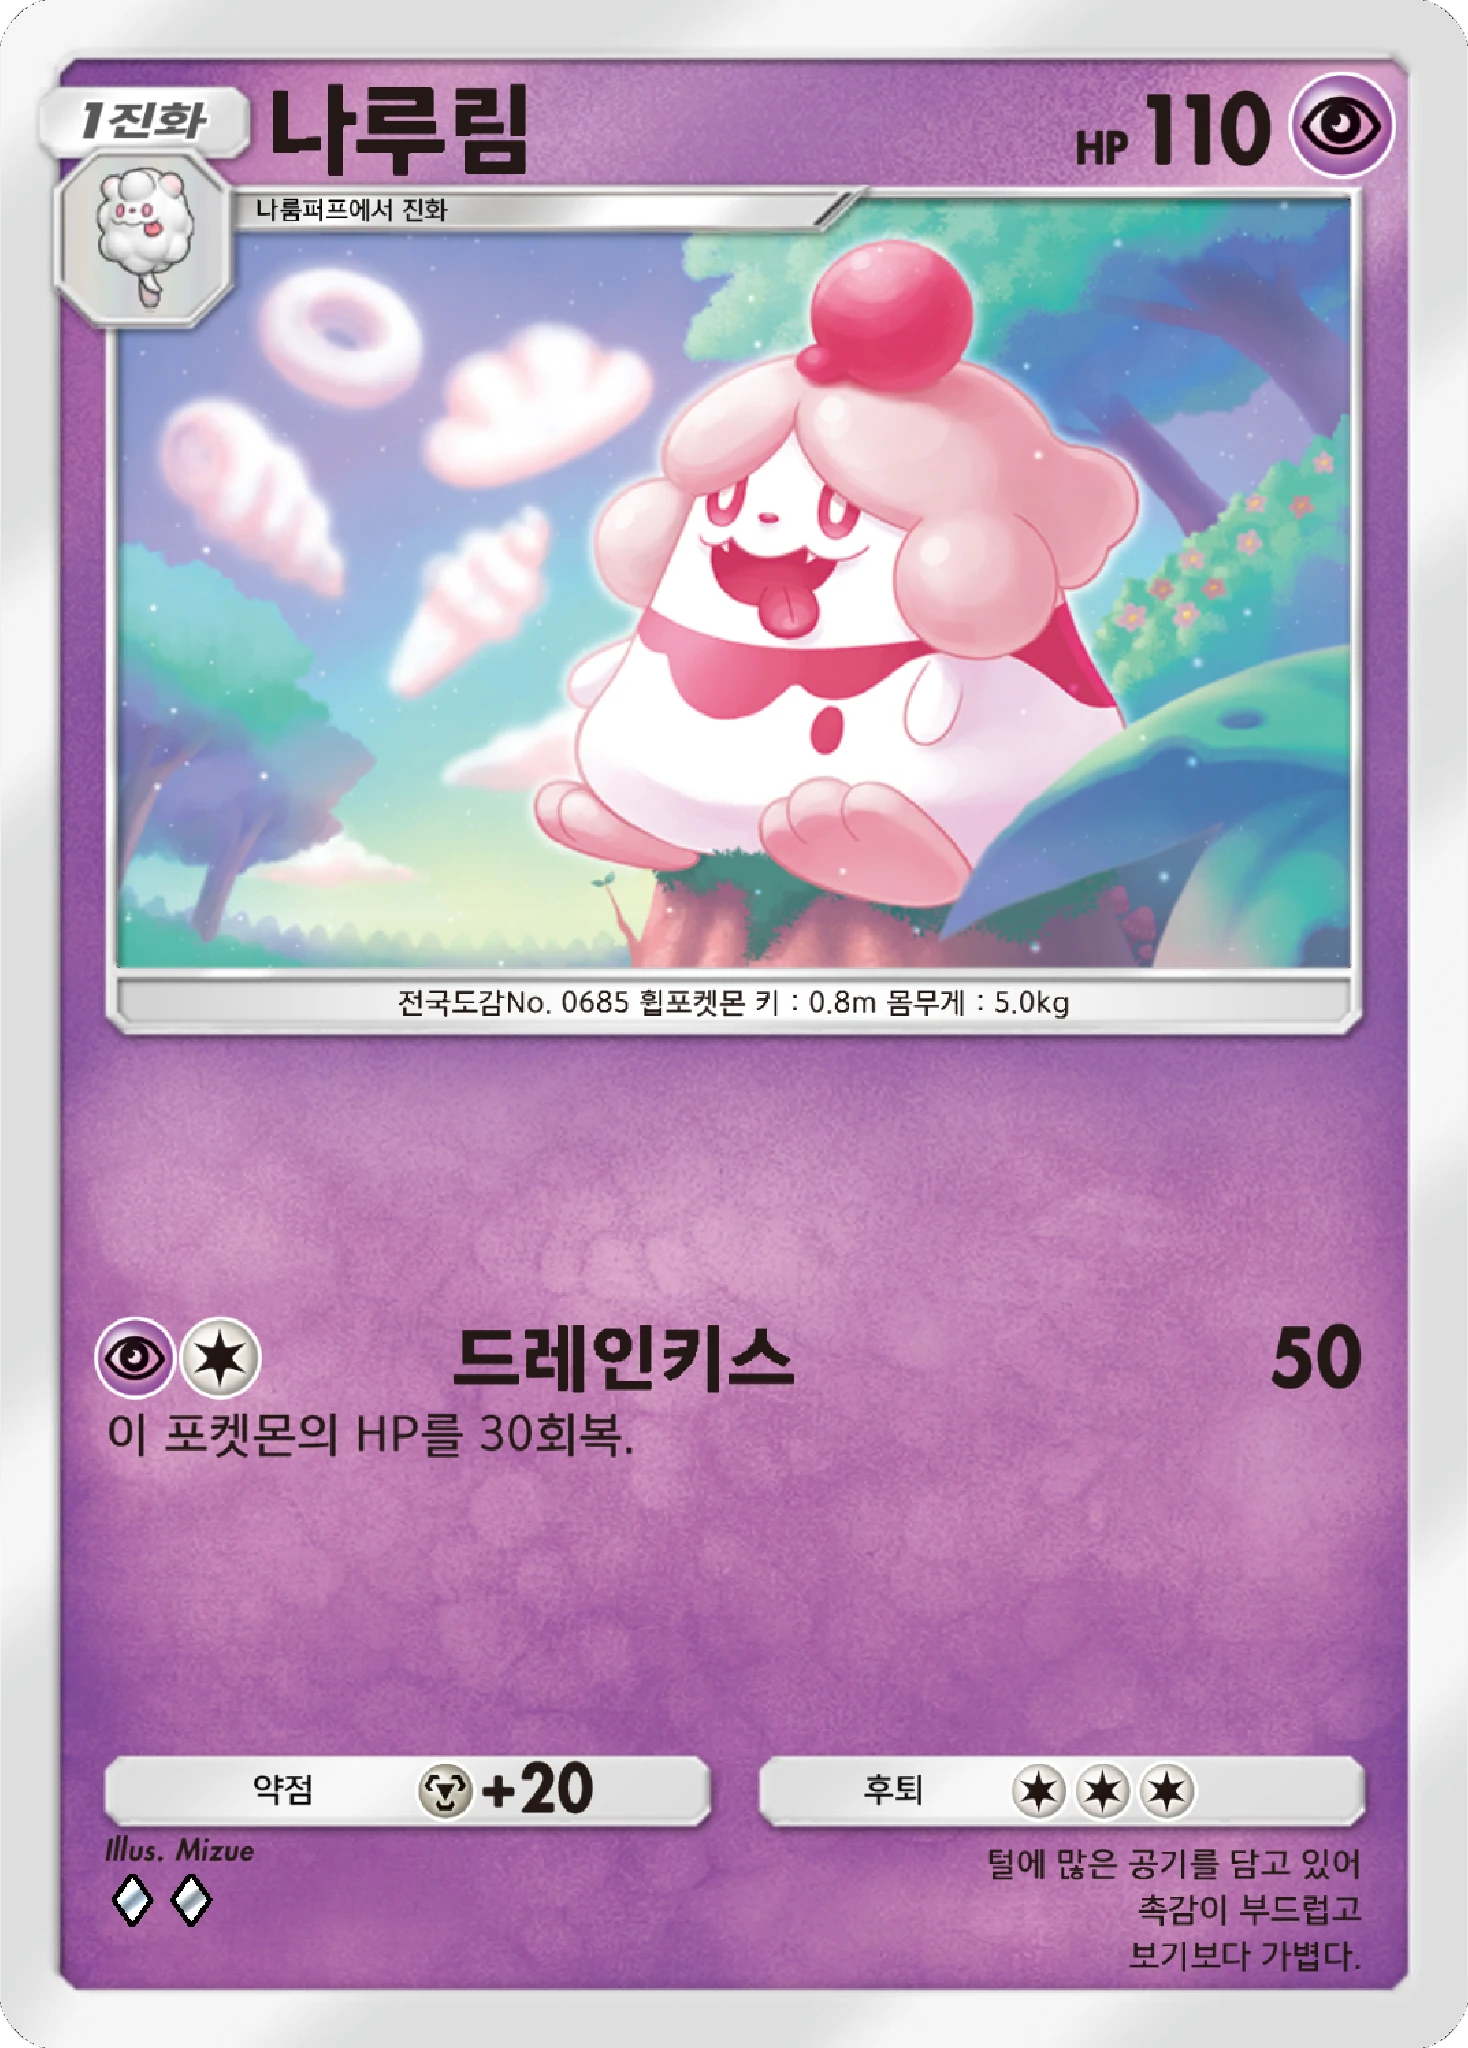 1진화
나루림
HP 110
나룸퍼프에서 진화
전국도감No. 0685 휩포켓몬 키 : 0.8m 몸무게 : 5.0kg
드레인키스 50
이 포켓몬의 HP를 30회복.
약점 +20
후퇴
Illus. Mizue
털에 많은 공기를 담고 있어
촉감이 부드럽고
보기보다 가볍다.